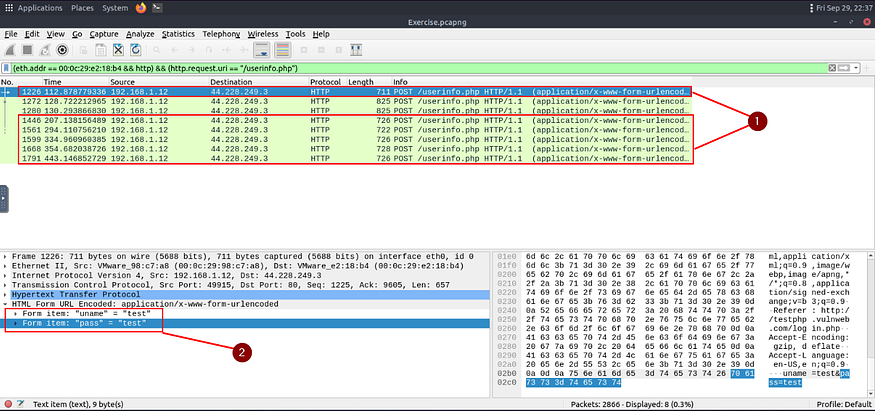 Applications Places System Fri Sep 29, 22:37
Exercise.pcapng
File Edit View Go Capture Analyze Statistics Telephony Wireless Tools Help
(eth.addr == 00:0c:29:e2:18:b4 && http) && (http.request.uri == "/userinfo.php")
No. Time Source Destination Protocol Length Info
1226 112.878779336 192.168.1.12 44.228.249.3 HTTP 711 POST /userinfo.php HTTP/1.1 (application/x-www-form-urlencod…
1272 128.722212965 192.168.1.12 44.228.249.3 HTTP 825 POST /userinfo.php HTTP/1.1 (application/x-www-form-urlencod…
1280 130.293866830 192.168.1.12 44.228.249.3 HTTP 825 POST /userinfo.php HTTP/1.1 (application/x-www-form-urlencod…
1446 207.138156489 192.168.1.12 44.228.249.3 HTTP 726 POST /userinfo.php HTTP/1.1 (application/x-www-form-urlencod…
1561 294.110756210 192.168.1.12 44.228.249.3 HTTP 722 POST /userinfo.php HTTP/1.1 (application/x-www-form-urlencod…
1599 334.960960385 192.168.1.12 44.228.249.3 HTTP 726 POST /userinfo.php HTTP/1.1 (application/x-www-form-urlencod…
1668 354.682038726 192.168.1.12 44.228.249.3 HTTP 728 POST /userinfo.php HTTP/1.1 (application/x-www-form-urlencod…
1791 443.146852729 192.168.1.12 44.228.249.3 HTTP 726 POST /userinfo.php HTTP/1.1 (application/x-www-form-urlencod…
1
Frame 1226: 711 bytes on wire (5688 bits), 711 bytes captured (5688 bits) on interface eth0, id 0
Ethernet II, Src: VMware_98:c7:a8 (00:0c:29:98:c7:a8), Dst: VMware_e2:18:b4 (00:0c:29:e2:18:b4)
Internet Protocol Version 4, Src: 192.168.1.12, Dst: 44.228.249.3
Transmission Control Protocol, Src Port: 49915, Dst Port: 80, Seq: 1225, Ack: 9605, Len: 657
Hypertext Transfer Protocol
HTML Form URL Encoded: application/x-www-form-urlencoded
Form item: "uname" = "test"
Form item: "pass" = "test"
2
01e0 6d 6c 2c 61 70 70 6c 69 63 61 74 69 6f 6e 2f 78 ml,appli cation/x
01f0 6d 6c 3b 71 3d 30 2e 39 2c 69 6d 61 67 65 2f 77 ml;q=0.9 ,image/w
0200 65 62 70 2c 69 6d 61 67 65 2f 61 70 6e 67 2c 2a ebp,imag e/apng,*
0210 2f 2a 3b 71 3d 30 2e 38 2c 61 70 70 6c 69 63 61 /*;q=0.8 ,applica
0220 74 69 6f 6e 2f 73 69 67 6e 65 64 2d 65 78 63 68 tion/sig ned-exch
0230 61 6e 67 65 3b 76 3d 62 33 3b 71 3d 30 2e 39 0d ange;v=b 3;q=0.9·
0240 0a 52 65 66 65 72 65 72 3a 20 68 74 74 70 3a 2f ·Referer : http:/
0250 2f 74 65 73 74 70 68 70 2e 76 75 6c 6e 77 65 62 /testphp .vulnweb
0260 2e 63 6f 6d 2f 6c 6f 67 69 6e 2e 70 68 70 0d 0a .com/log in.php··
0270 41 63 63 65 70 74 2d 45 6e 63 6f 64 69 6e 67 3a Accept-E ncoding:
0280 20 67 7a 69 70 2c 20 64 65 66 6c 61 74 65 0d 0a gzip, d eflate··
0290 41 63 63 65 70 74 2d 4c 61 6e 67 75 61 67 65 3a Accept-L anguage:
02a0 20 65 6e 2d 55 53 2c 65 6e 3b 71 3d 30 2e 39 0d en-US,e n;q=0.9·
02b0 0a 0d 0a 75 6e 61 6d 65 3d 74 65 73 74 26 70 61 ···uname =test&pa
02c0 73 73 3d 74 65 73 74 ss=test
Text item (text), 9 byte(s) Packets: 2866 · Displayed: 8 (0.3%) Profile: Default